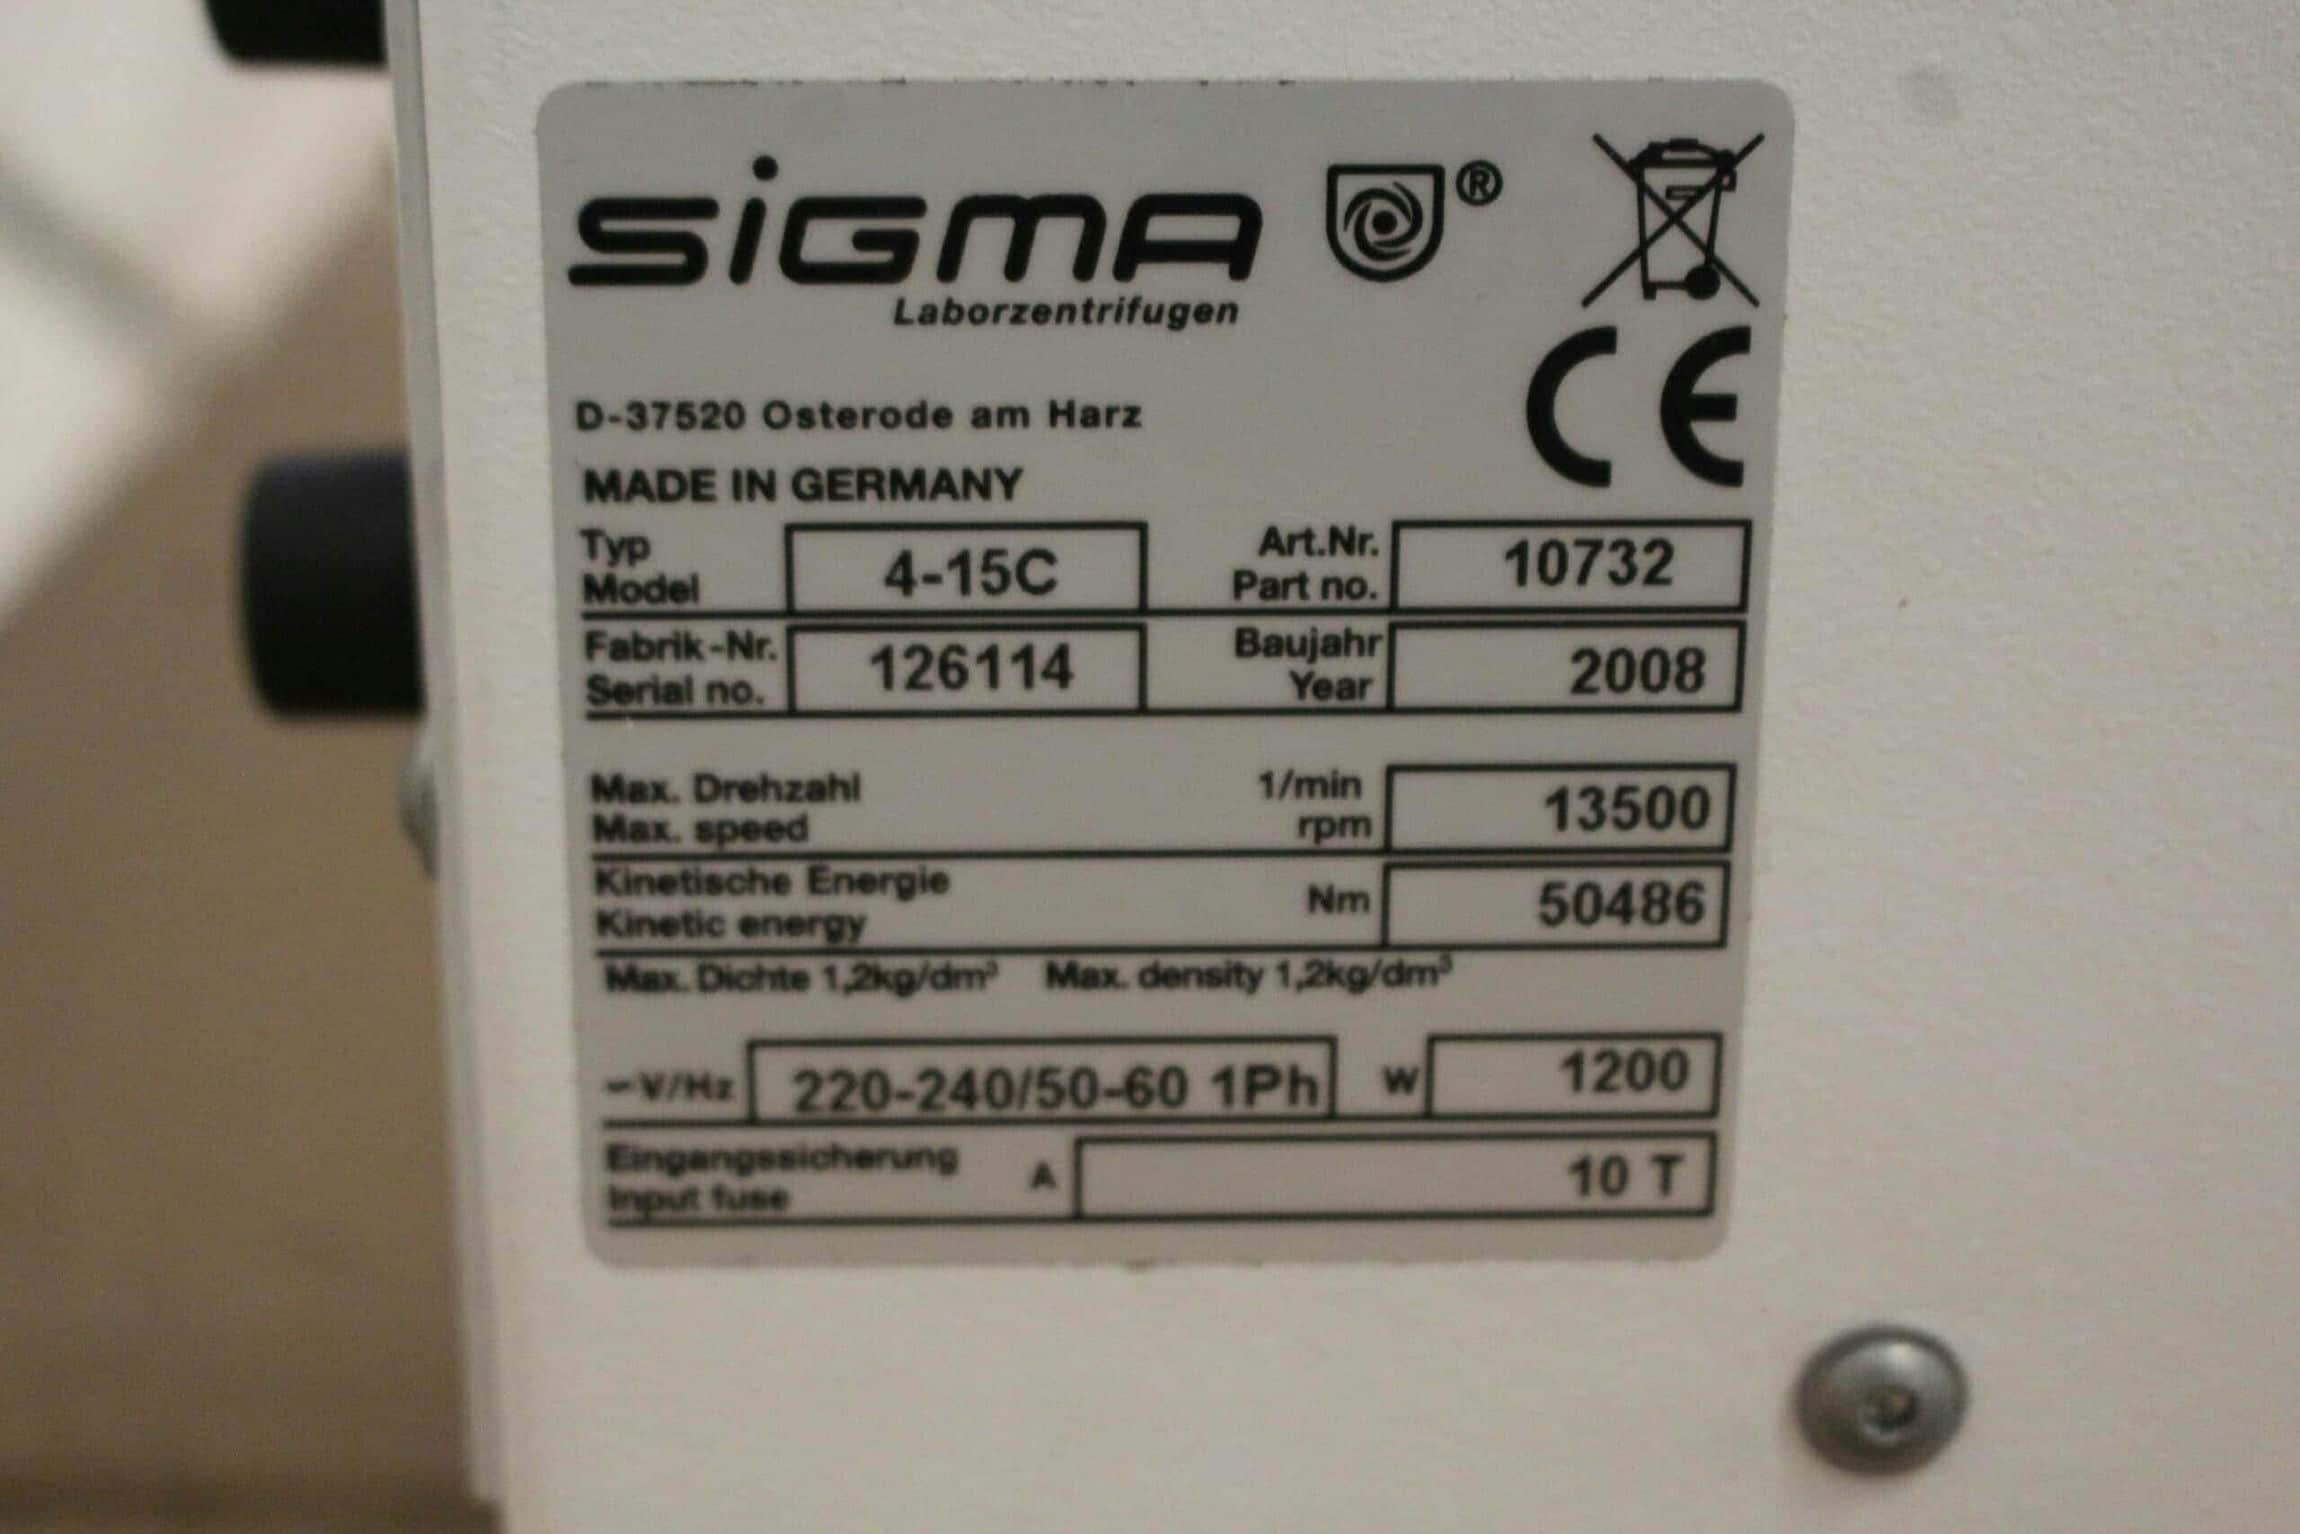 SIGMA ®
Laborzentrifugen
CE
D-37520 Osterode am Harz
MADE IN GERMANY
Typ
Model 4-15C
Art.Nr.
Part no. 10732
Fabrik-Nr.
Serial no. 126114
Baujahr
Year 2008
Max. Drehzahl 1/min
Max. speed rpm 13500
Kinetische Energie
Kinetic energy Nm 50486
Max. Dichte 1,2kg/dm³ Max. density 1,2kg/dm³
~V/Hz 220-240/50-60 1Ph W 1200
Eingangssicherung
Input fuse A 10 T